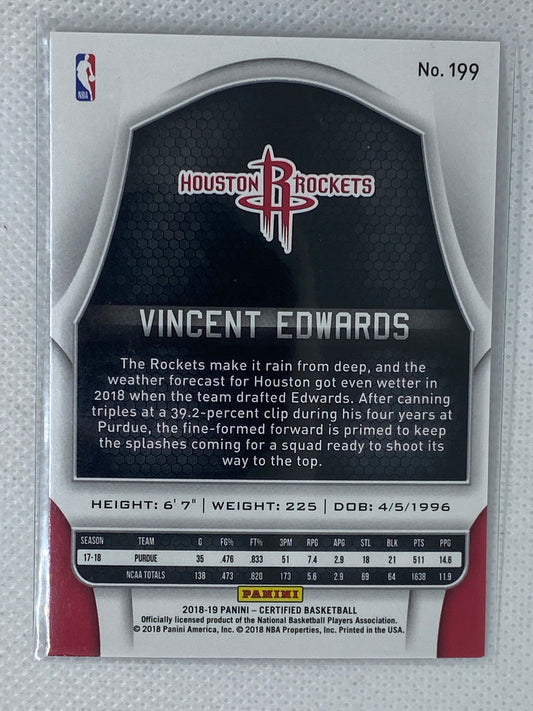 NBA
No. 199
HOUSTON ROCKETS
VINCENT EDWARDS
The Rockets make it rain from deep, and the
weather forecast for Houston got even wetter in
2018 when the team drafted Edwards. After canning
triples at a 39.2-percent clip during his four years at
Purdue, the fine-formed forward is primed to keep
the splashes coming for a squad ready to shoot its
way to the top.
HEIGHT: 6' 7" | WEIGHT: 225 | DOB: 4/5/1996
SEASON TEAM G FG% FT% 3PM RPG APG STL BLK PTS PPG
17-18 PURDUE 35 .476 .833 51 7.4 2.9 18 21 511 14.6
NCAA TOTALS 138 .473 .820 173 5.6 2.9 69 64 1638 11.9
PANINI
2018-19 PANINI – CERTIFIED BASKETBALL
Officially licensed product of the National Basketball Players Association.
© 2018 Panini America, Inc. © 2018 NBA Properties, Inc. Printed in the USA.